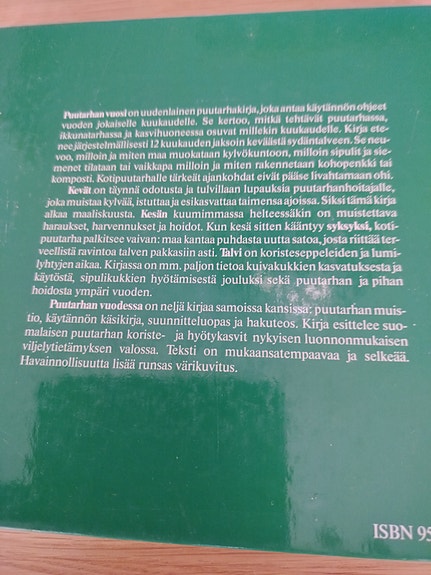 Puutarhan vuosi on uudenlainen puutarhakirja, joka antaa käytännön ohjeet
vuoden jokaiselle kuukaudelle. Se kertoo, mitkä tehtävät puutarhassa,
ikkunatarhassa ja kasvihuoneessa osuvat millekin kuukaudelle. Kirja ete-
nee järjestelmällisesti 12 kuukauden jaksoin keväästä sydäntalveen. Se neu-
voo, milloin ja miten maa muokataan kylvökuntoon, milloin sipulit ja sie-
menet tilataan tai vaikkapa milloin ja miten rakennetaan kohopenkki tai
komposti. Kotipuutarhalle tärkeät ajankohdat eivät pääse livahtamaan ohi.
Kevät on täynnä odotusta ja tulvillaan lupauksia puutarhanhoitajalle,
joka muistaa kylvää, istuttaa ja esikasvattaa taimensa ajoissa. Siksi tämä kirja
alkaa maaliskuusta. Kesän kuumimmassa helteessäkin on muistettava
haraukset, harvennukset ja hoidot. Kun kesä sitten kääntyy syksyksi, koti-
puutarha palkitsee vaivan: maa kantaa puhdasta uutta satoa, josta riittää ter-
veellistä ravintoa talven pakkasiin asti. Talvi on koristeseppeleiden ja lumi-
lyhtyjen aikaa. Kirjassa on mm. paljon tietoa kuivakukkien kasvatuksesta ja
käytöstä, sipulikukkien hyötämisestä jouluksi sekä puutarhan ja pihan
hoidosta ympäri vuoden.
Puutarhan vuodessa on neljä kirjaa samoissa kansissa: puutarhan muis-
tio, käytännön käsikirja, suunnitteluopas ja hakuteos. Kirja esittelee suo-
malaisen puutarhan koriste- ja hyötykasvit nykyisen luonnonmukaisen
viljelytietämyksen valossa. Teksti on mukaansatempaavaa ja selkeää.
Havainnollisuutta lisää runsas värikuvitus.
ISBN 95